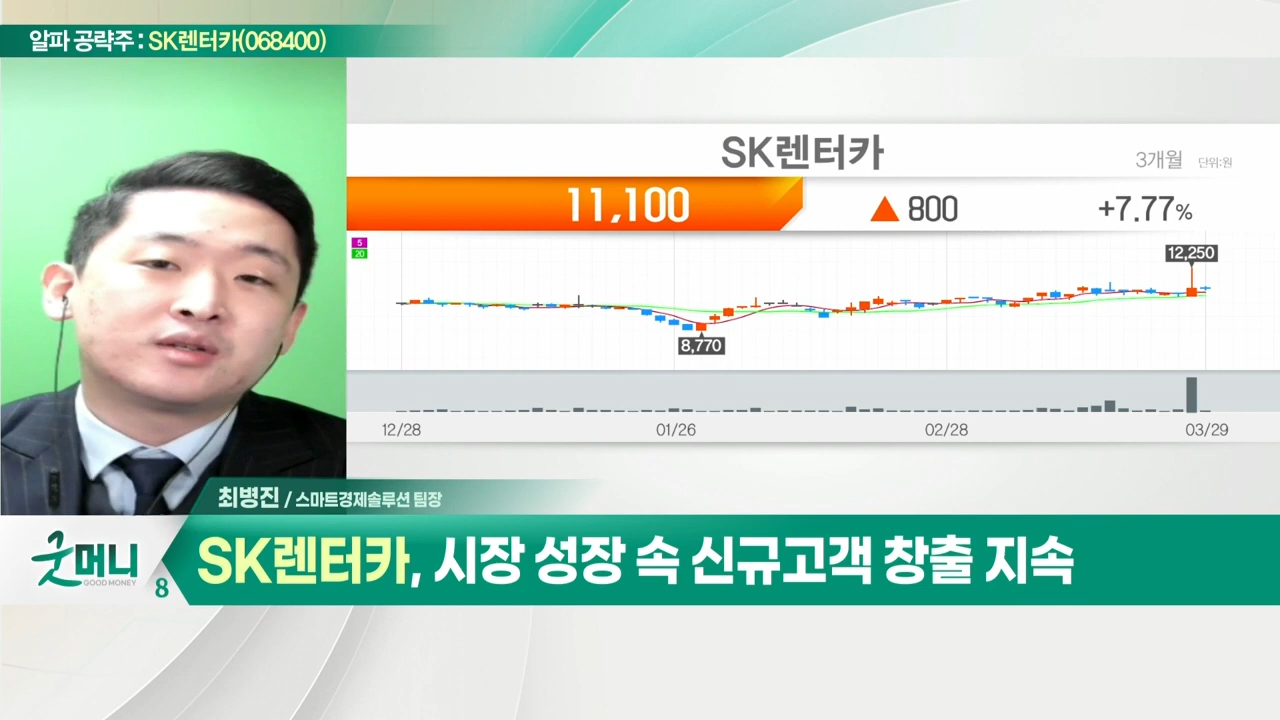 알파 공략주 : SK렌터카(068400)
SK렌터카
3개월 단위:원
11,100 ▲ 800 +7.77%
5
20
12,250
8,770
12/28 01/26 02/28 03/29
최병진 / 스마트경제솔루션 팀장
굿머니
GOOD MONEY
8
SK렌터카, 시장 성장 속 신규고객 창출 지속